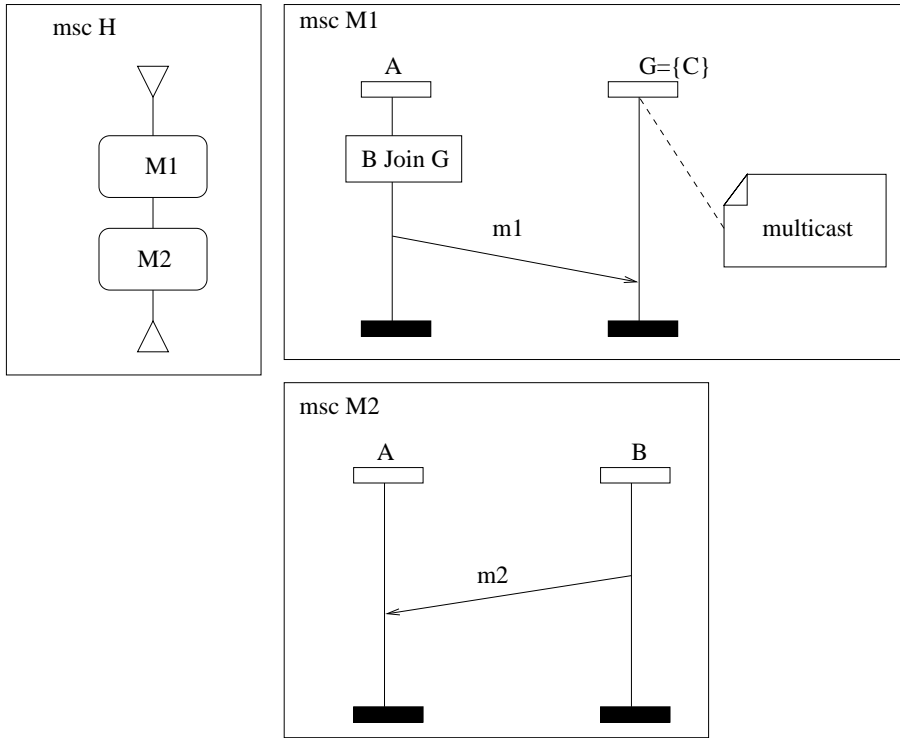 msc H
M1
M2
msc M1
A
G={C}
B Join G
m1
multicast
msc M2
A
B
m2